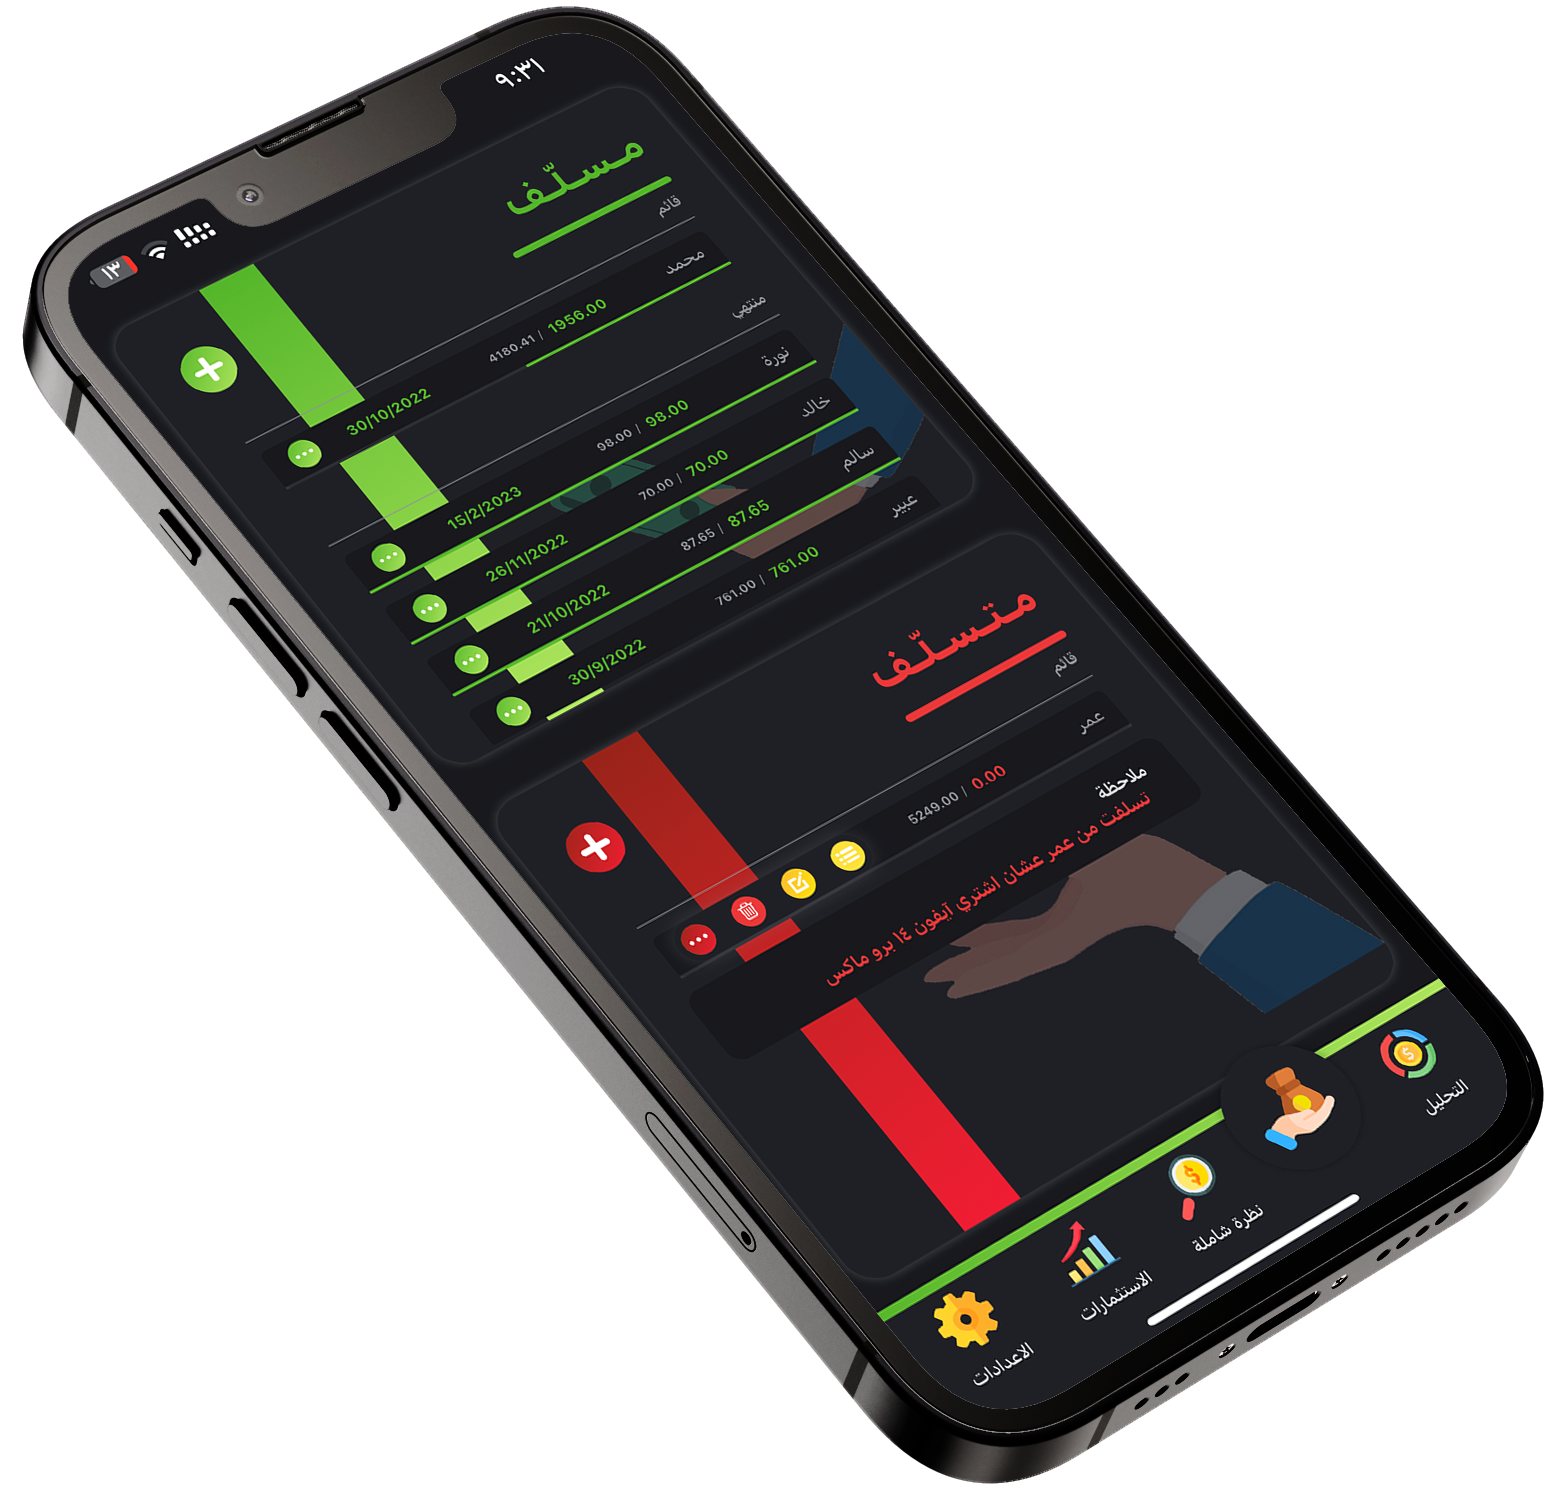 ٩:٣١
١٣
مسلّف
قائم
محمد
1956.00 / 4180.41
30/10/2022
منتهي
نورة
98.00 / 98.00
15/2/2023
خالد
70.00 / 70.00
26/11/2022
سالم
87.65 / 87.65
21/10/2022
عبير
761.00 / 761.00
30/9/2022
متسلّف
قائم
عمر
0.00 / 5249.00
ملاحظة
تسلفت من عمر عشان اشتري آيفون ١٤ برو ماكس
التحليل
نظرة شاملة
الاستثمارات
الاعدادات